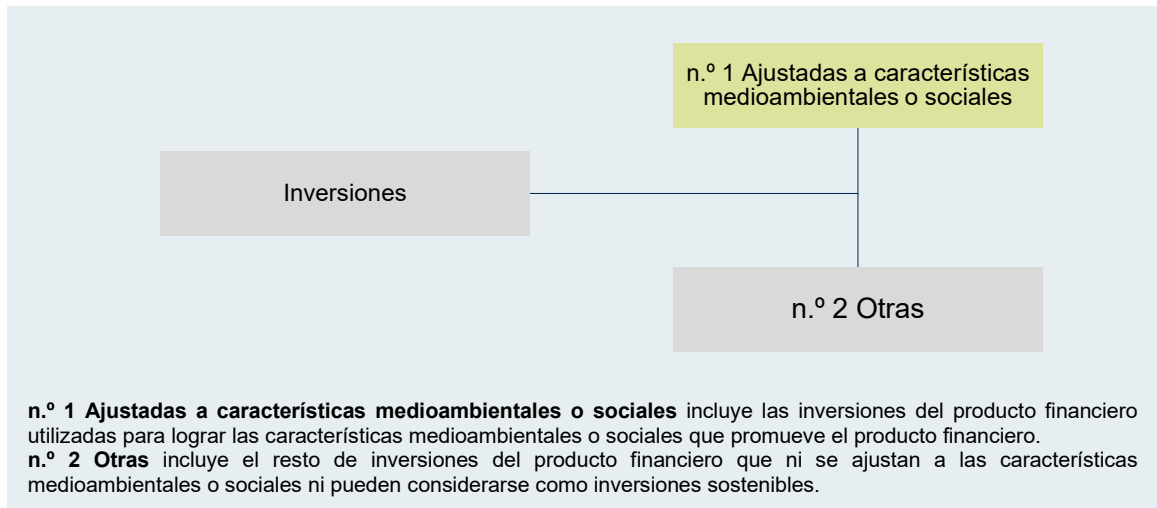 n.º 1 Ajustadas a características
medioambientales o sociales
Inversiones
n.º 2 Otras
n.º 1 Ajustadas a características medioambientales o sociales incluye las inversiones del producto financiero
utilizadas para lograr las características medioambientales o sociales que promueve el producto financiero.
n.º 2 Otras incluye el resto de inversiones del producto financiero que ni se ajustan a las características
medioambientales o sociales ni pueden considerarse como inversiones sostenibles.